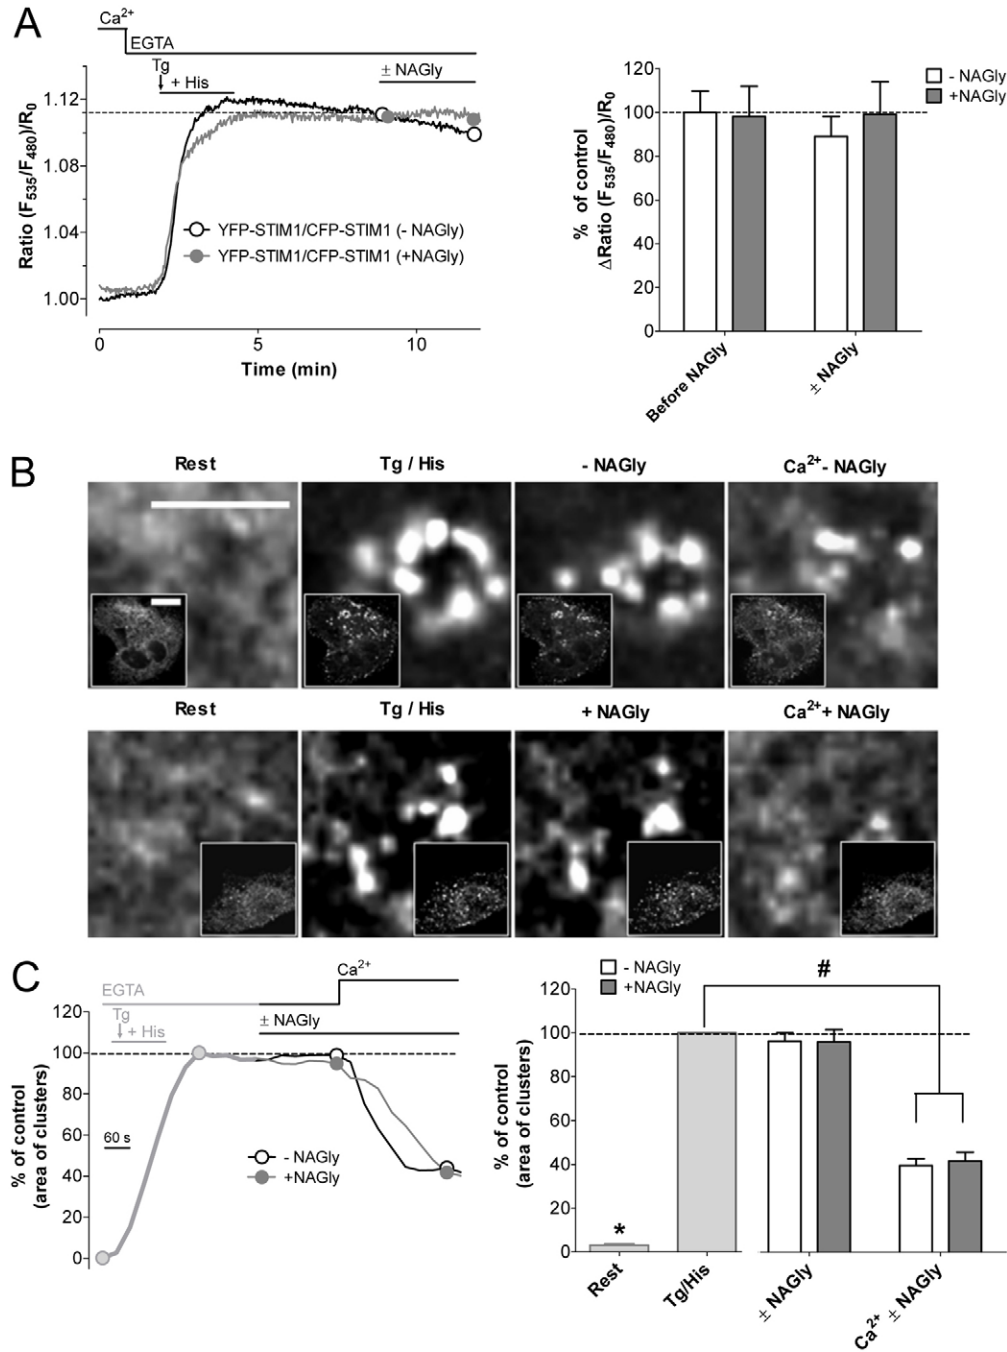 A
Ca²⁺
EGTA
Tg
+ His
± NAGly
1.12
1.08
1.04
1.00
Ratio (F₅₃₅/F₄₈₀)/R₀
YFP-STIM1/CFP-STIM1 (- NAGly)
YFP-STIM1/CFP-STIM1 (+NAGly)
0 5 10
Time (min)
- NAGly
+NAGly
120
100
80
60
40
20
0
% of control
ΔRatio (F₅₃₅/F₄₈₀)/R₀
Before NAGly
± NAGly
B
Rest Tg / His - NAGly Ca²⁺- NAGly
Rest Tg / His + NAGly Ca²⁺+ NAGly
C
Ca²⁺
EGTA
Tg
+ His
± NAGly
120
100
80
60
40
20
0
% of control
(area of clusters)
60 s
- NAGly
+NAGly
- NAGly
+NAGly
#
120
100
80
60
40
20
0
% of control
(area of clusters)
*
Rest
Tg/His
± NAGly
Ca²⁺ ± NAGly